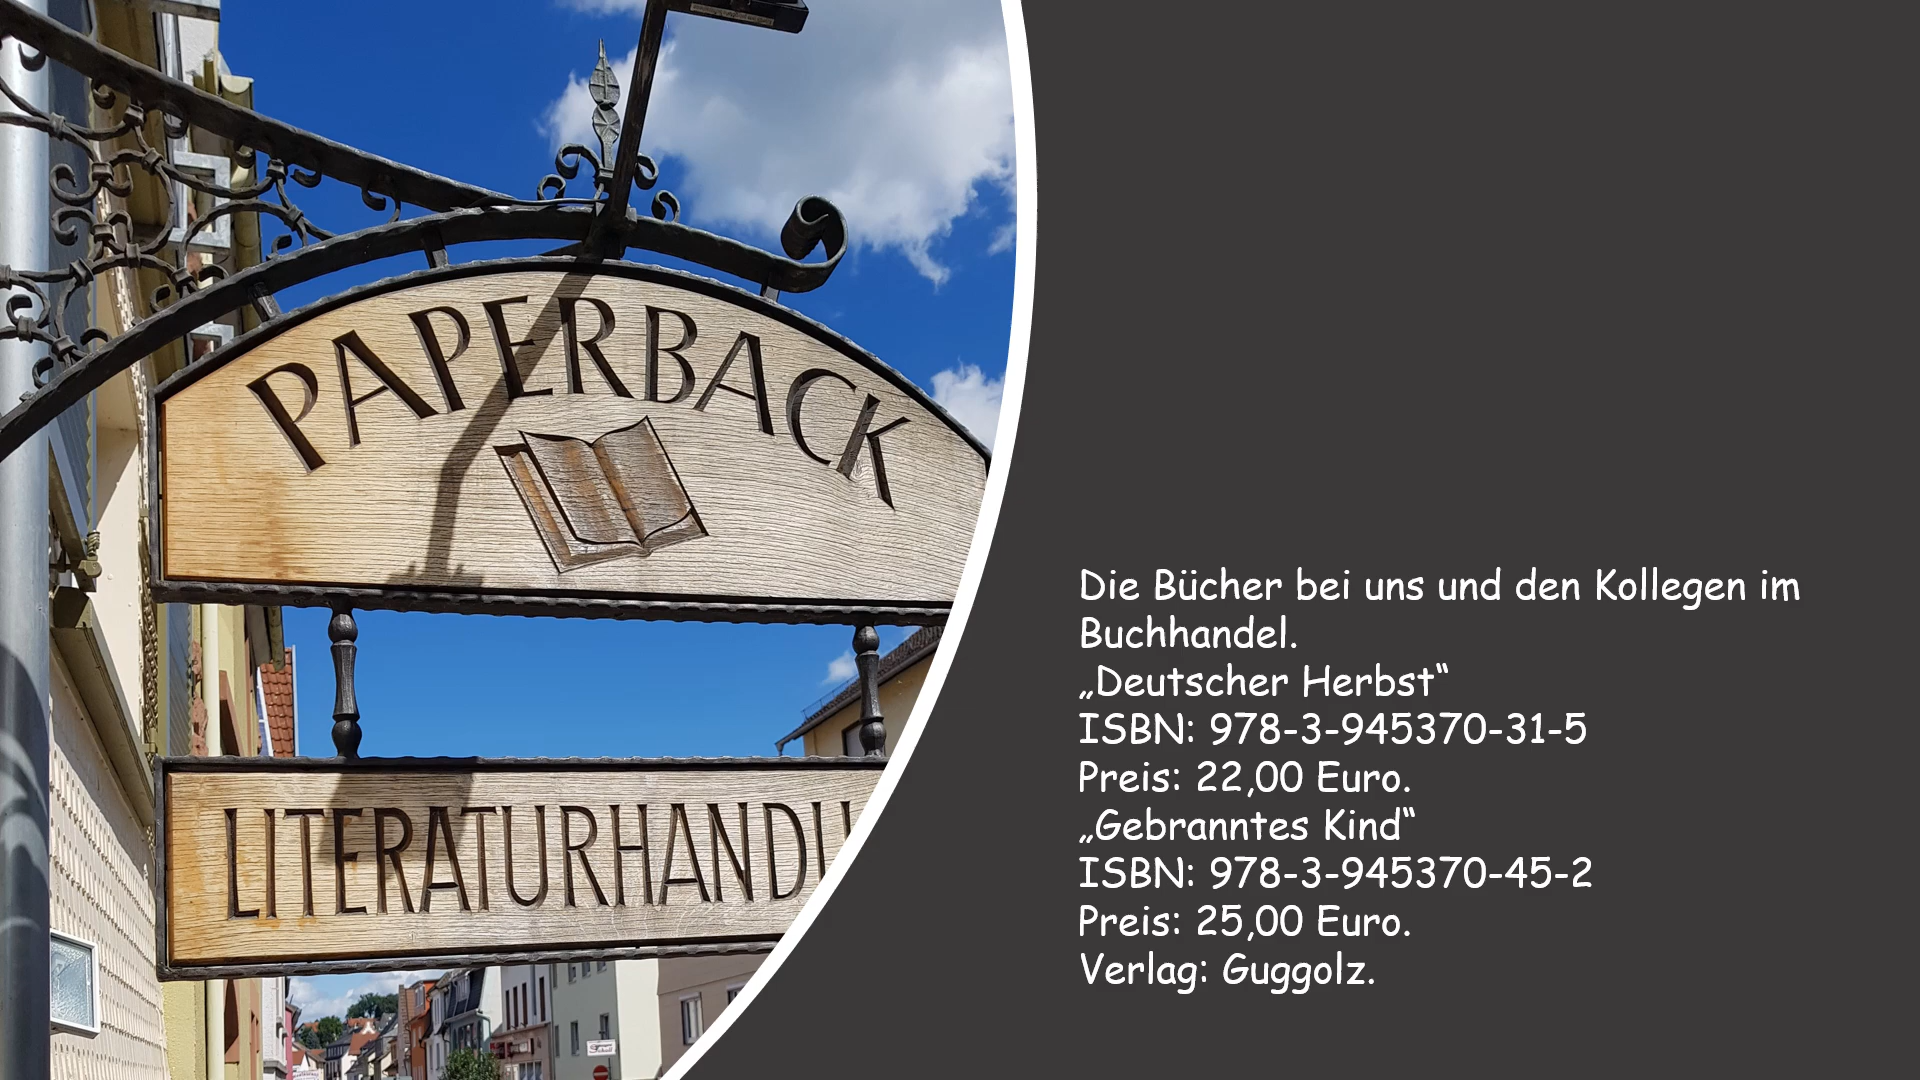 PAPERBACK
LITERATURHANDLU
Die Bücher bei uns und den Kollegen im
Buchhandel.
„Deutscher Herbst“
ISBN: 978-3-945370-31-5
Preis: 22,00 Euro.
„Gebranntes Kind“
ISBN: 978-3-945370-45-2
Preis: 25,00 Euro.
Verlag: Guggolz.